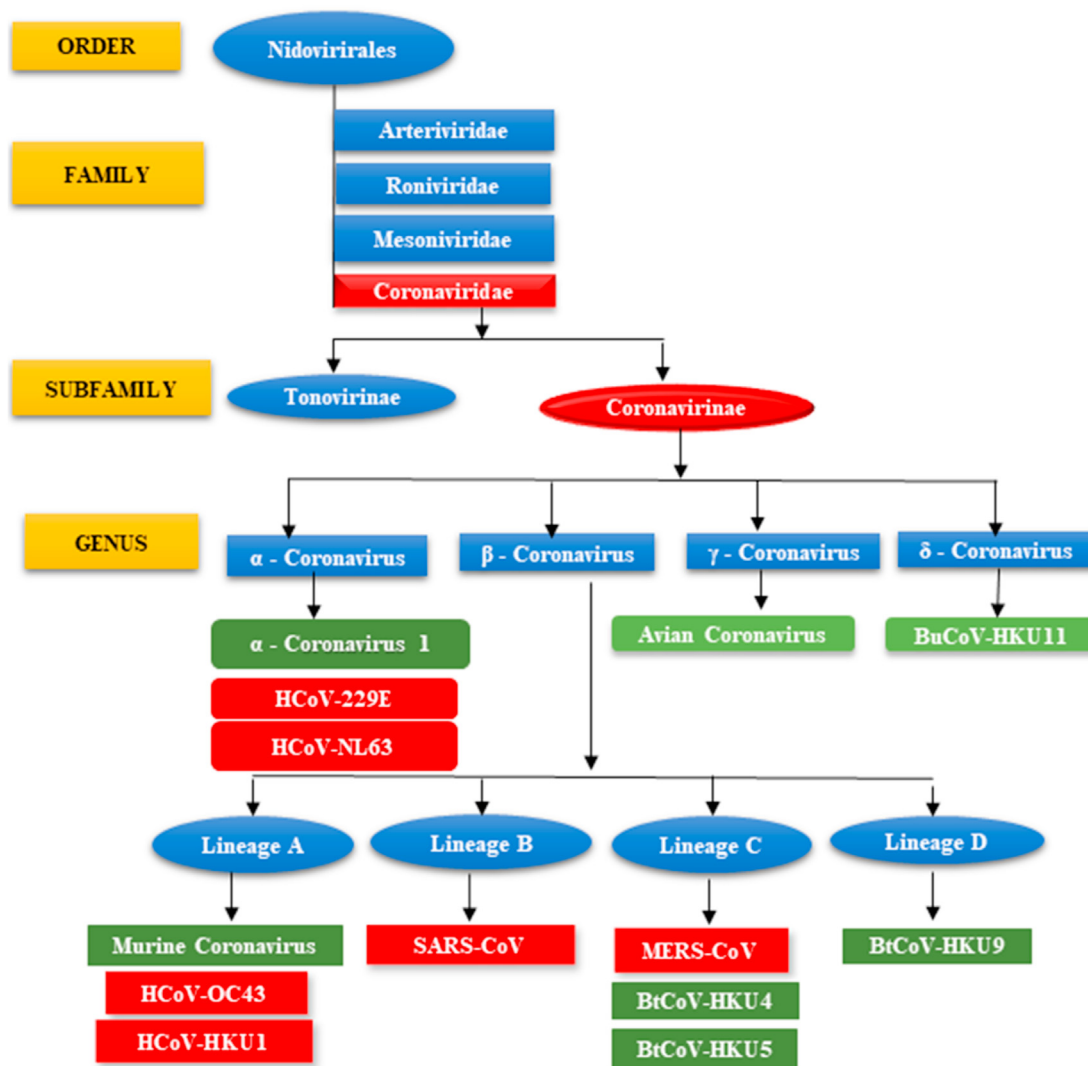 ORDER
Nidovirirales
FAMILY
Arteriviridae
Roniviridae
Mesoniviridae
Coronaviridae
SUBFAMILY
Tonovirinae
Coronavirinae
GENUS
α - Coronavirus
β - Coronavirus
γ - Coronavirus
δ - Coronavirus
α - Coronavirus 1
HCoV-229E
HCoV-NL63
Avian Coronavirus
BuCoV-HKU11
Lineage A
Lineage B
Lineage C
Lineage D
Murine Coronavirus
HCoV-OC43
HCoV-HKU1
SARS-CoV
MERS-CoV
BtCoV-HKU4
BtCoV-HKU5
BtCoV-HKU9